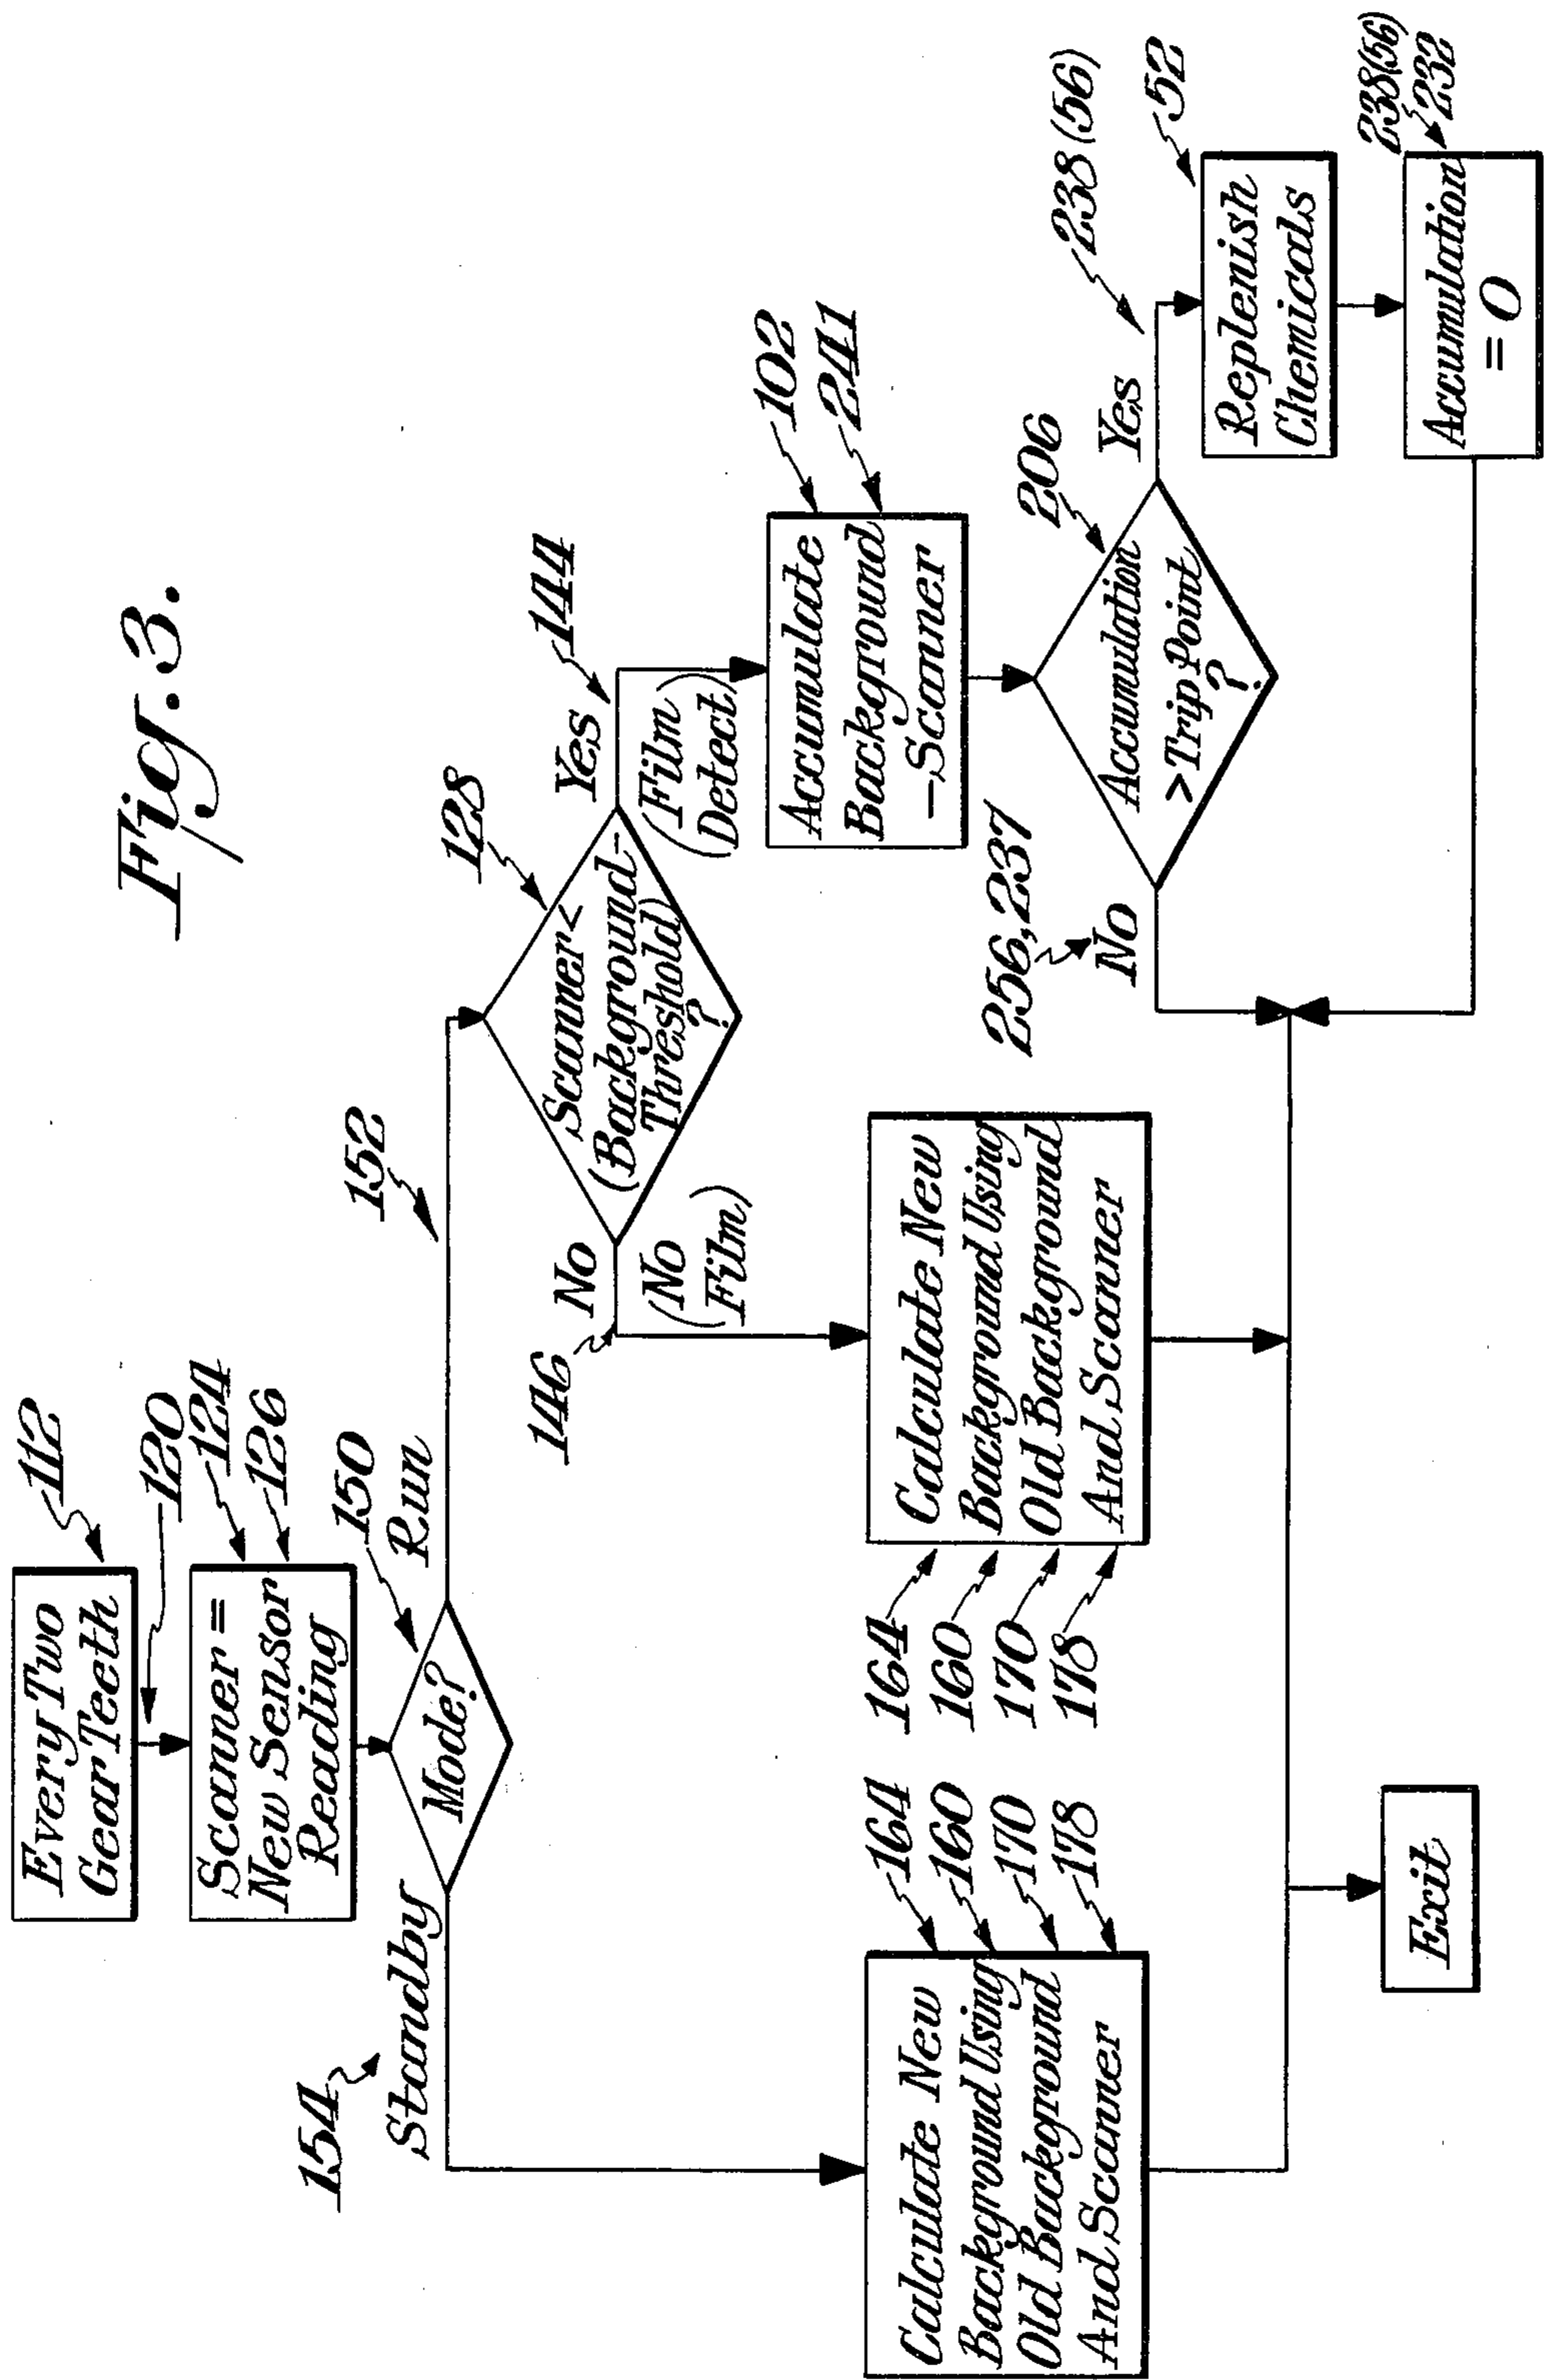 Fig. 3.
Every Two
Gear Teeth
112
120
Scanner =
New Sensor
Reading
124
126
Mode?
150
Run
152
154
Standby
Scanner <
(Background-
Threshold)
?
128
Yes
144
(Film
Detect)
146
No
(No
Film)
Accumulate
Background
-Scanner
102
241
Accumulation
> Trip Point
?
206
Yes
238 (56)
256, 237
No
Replenish
Chemicals
52
Accumulation
= 0
238 (56)
232
Calculate New
Background Using
Old Background
And Scanner
164
160
170
178
Calculate New
Background Using
Old Background
And Scanner
164
160
170
178
Exit